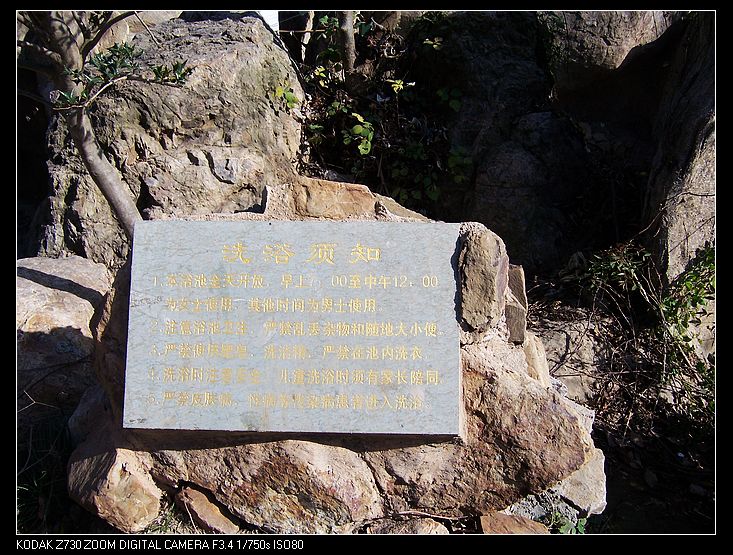 洗浴须知
1.本浴池全天开放，早上7：00至中午12：00
为女士使用，其他时间为男士使用。
2.注意浴池卫生，严禁乱丢杂物和随地大小便。
3.严禁使用肥皂、洗浴精，严禁在池内洗衣。
4.洗浴时注意安全，儿童洗浴时须有家长陪同。
5.严禁皮肤病、性病等传染病患者进入洗浴。
KODAK Z730 ZOOM DIGITAL CAMERA F3.4 1/750s ISO80